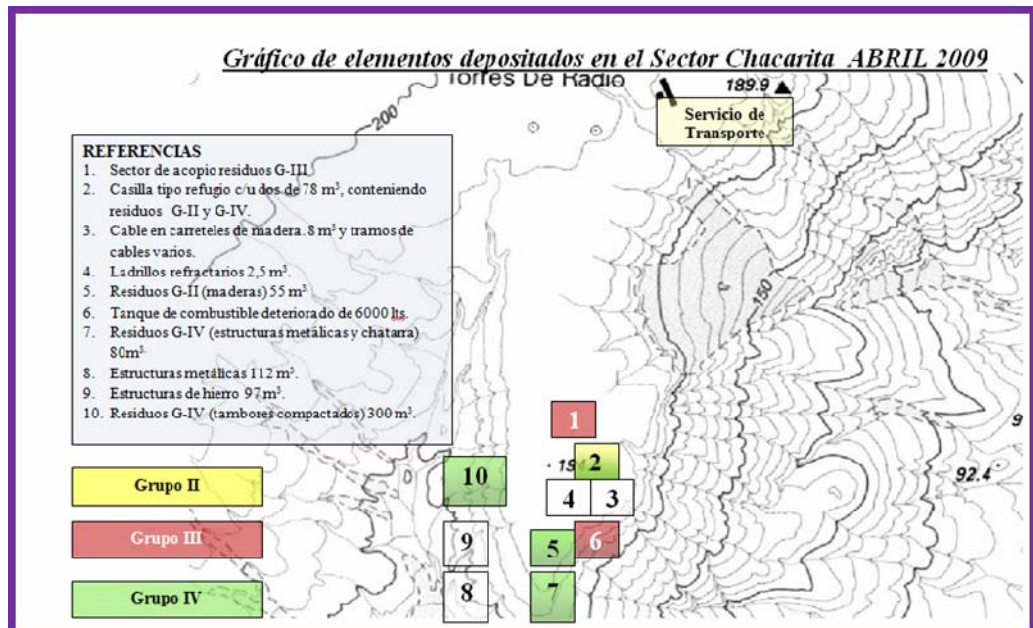 Gráfico de elementos depositados en el Sector Chacarita ABRIL 2009
Torres De Radio
189.9
200
Servicio de
Transporte
REFERENCIAS
1. Sector de acopio residuos G-III.
2. Casilla tipo refugio c/u dos de 78 m³, conteniendo
residuos G-II y G-IV.
3. Cable en carreteles de madera. 8 m³ y tramos de
cables varios.
4. Ladrillos refractarios 2,5 m³.
5. Residuos G-II (maderas) 55 m³
6. Tanque de combustible deteriorado de 6000 lts.
7. Residuos G-IV (estructuras metálicas y chatarra)
80m³.
8. Estructuras metálicas 112 m³.
9. Estructuras de hierro 97m³.
10. Residuos G-IV (tambores compactados) 300 m³.
150
1
9
2
10
92.4
Grupo II
4
3
Grupo III
9
5
6
Grupo IV
8
7